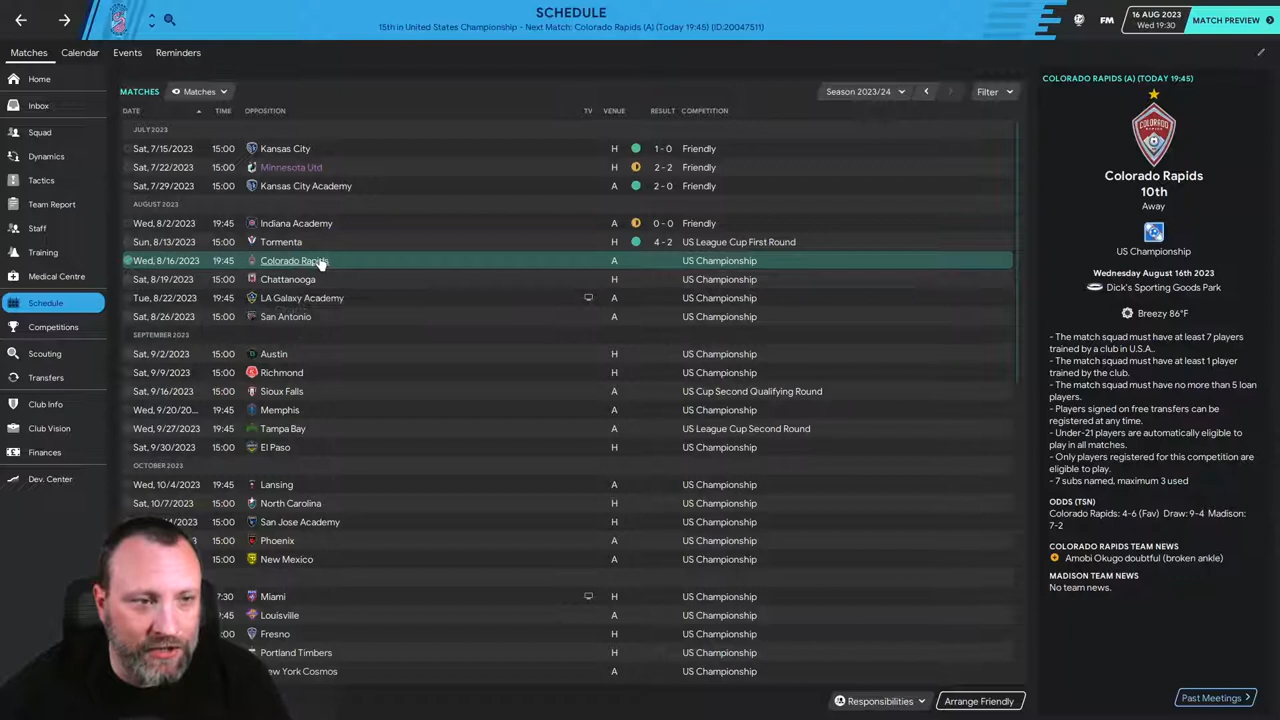 SCHEDULE
15th in United States Championship - Next Match: Colorado Rapids (A) (Today 19:45) (ID:20047511)
FM
16 AUG 2023
Wed 19:30
MATCH PREVIEW
Matches Calendar Events Reminders
Home
Inbox
Squad
Dynamics
Tactics
Team Report
Staff
Training
Medical Centre
Schedule
Competitions
Scouting
Transfers
Club Info
Club Vision
Finances
Dev. Center
MATCHES Matches Season 2023/24 Filter
DATE TIME OPPOSITION TV VENUE RESULT COMPETITION
JULY 2023
Sat, 7/15/2023 15:00 Kansas City H 1 - 0 Friendly
Sat, 7/22/2023 15:00 Minnesota Utd H 2 - 2 Friendly
Sat, 7/29/2023 15:00 Kansas City Academy A 2 - 0 Friendly
AUGUST 2023
Wed, 8/2/2023 19:45 Indiana Academy A 0 - 0 Friendly
Sun, 8/13/2023 15:00 Tormenta H 4 - 2 US League Cup First Round
Wed, 8/16/2023 19:45 Colorado Rapids A US Championship
Sat, 8/19/2023 15:00 Chattanooga H US Championship
Tue, 8/22/2023 19:45 LA Galaxy Academy A US Championship
Sat, 8/26/2023 15:00 San Antonio A US Championship
SEPTEMBER 2023
Sat, 9/2/2023 15:00 Austin H US Championship
Sat, 9/9/2023 15:00 Richmond H US Championship
Sat, 9/16/2023 15:00 Sioux Falls A US Cup Second Qualifying Round
Wed, 9/20/20... 19:45 Memphis A US Championship
Wed, 9/27/2023 19:45 Tampa Bay A US League Cup Second Round
Sat, 9/30/2023 15:00 El Paso H US Championship
OCTOBER 2023
Wed, 10/4/2023 19:45 Lansing A US Championship
Sat, 10/7/2023 15:00 North Carolina H US Championship
4/2023 15:00 San Jose Academy A US Championship
15:00 Phoenix A US Championship
15:00 New Mexico H US Championship
7:30 Miami H US Championship
:45 Louisville A US Championship
:00 Fresno H US Championship
Portland Timbers H US Championship
New York Cosmos A US Championship
Responsibilities Arrange Friendly
COLORADO RAPIDS (A) (TODAY 19:45)
Colorado Rapids
10th
Away
US Championship
Wednesday August 16th 2023
Dick's Sporting Goods Park
Breezy 86°F
- The match squad must have at least 7 players
trained by a club in U.S.A..
- The match squad must have at least 1 player
trained by the club.
- The match squad must have no more than 5 loan
players.
- Players signed on free transfers can be
registered at any time.
- Under-21 players are automatically eligible to
play in all matches.
- Only players registered for this competition are
eligible to play.
- 7 subs named, maximum 3 used
ODDS (TSN)
Colorado Rapids: 4-6 (Fav) Draw: 9-4 Madison:
7-2
COLORADO RAPIDS TEAM NEWS
Amobi Okugo doubtful (broken ankle)
MADISON TEAM NEWS
No team news.
Past Meetings